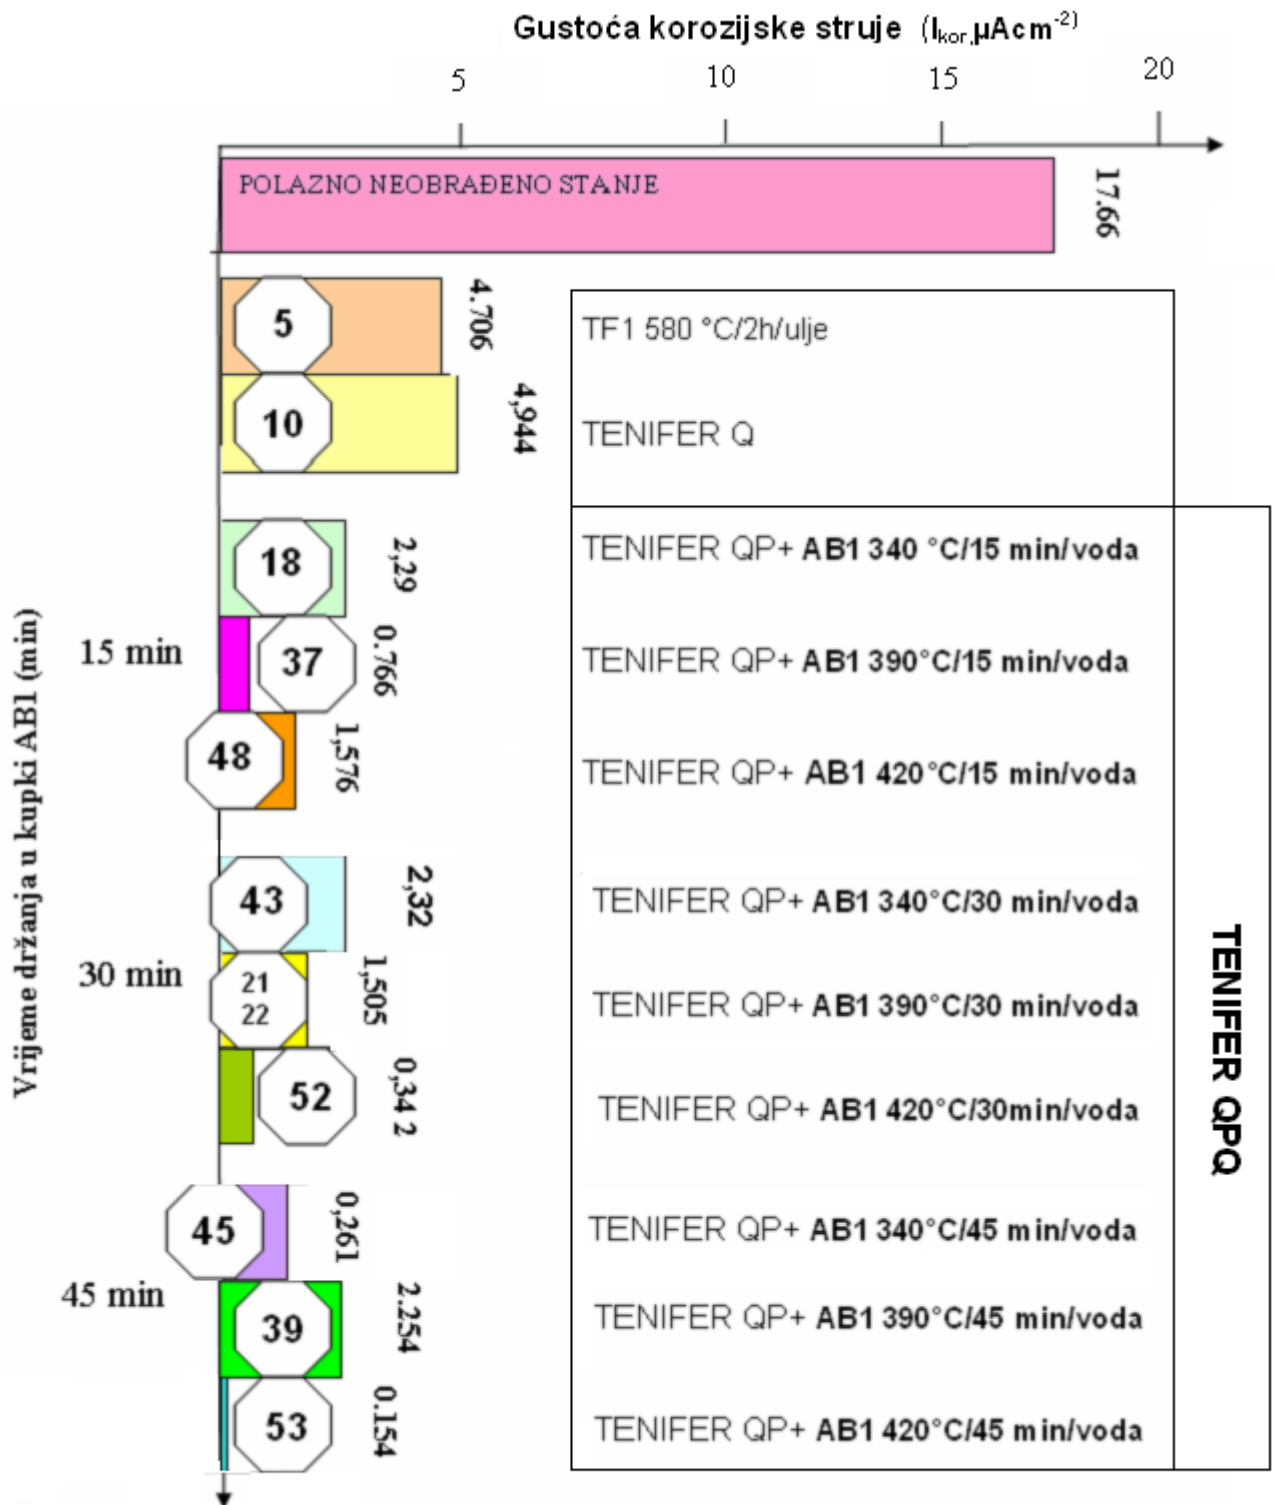 Gustoća korozijske struje (Ikor,µAcm-2)
5 10 15 20
POLAZNO NEOBRAĐENO STANJE
17.66
5
4.706
TF1 580 °C/2h/ulje
10
4,944
TENIFER Q
Vrijeme držanja u kupki AB1 (min)
15 min
18
2,29
TENIFER QP+ AB1 340 °C/15 min/voda
37
0.766
TENIFER QP+ AB1 390°C/15 min/voda
48
1,576
TENIFER QP+ AB1 420°C/15 min/voda
30 min
43
2,32
TENIFER QP+ AB1 340°C/30 min/voda
21
22
1,505
TENIFER QP+ AB1 390°C/30 min/voda
52
0,34 2
TENIFER QP+ AB1 420°C/30min/voda
45 min
45
0,261
TENIFER QP+ AB1 340°C/45 min/voda
39
2.254
TENIFER QP+ AB1 390°C/45 min/voda
53
0.154
TENIFER QP+ AB1 420°C/45 min/voda
TENIFER QPQ